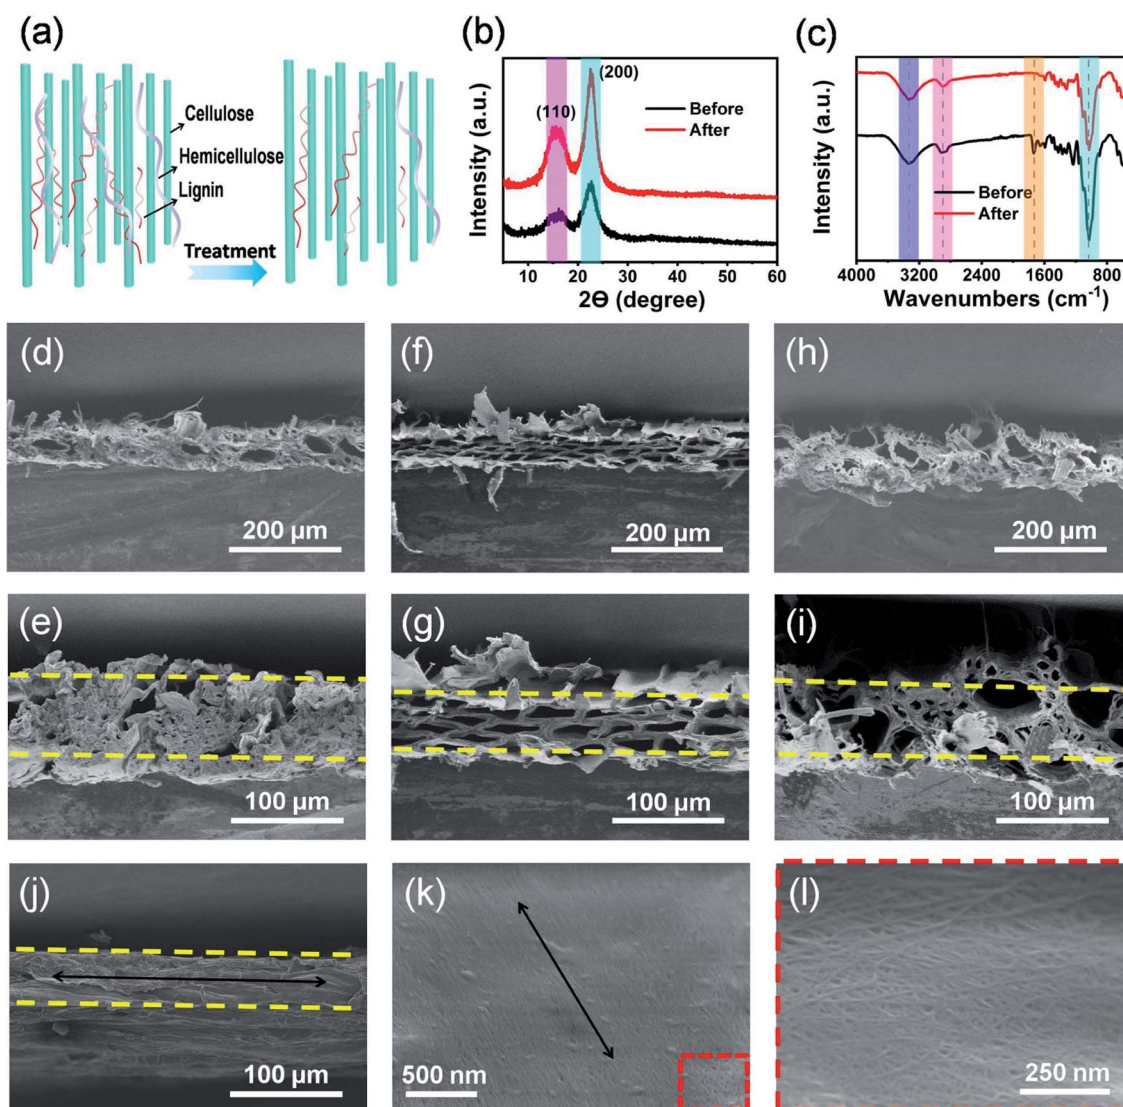 (a)
Cellulose
Hemicellulose
Lignin
Treatment
(b)
(200)
(110)
Before
After
Intensity (a.u.)
0 10 20 30 40 50 60
2Θ (degree)
(c)
Before
After
Intensity (a.u.)
4000 3200 2400 1600 800
Wavenumbers (cm⁻¹)
(d)
200 µm
(f)
200 µm
(h)
200 µm
(e)
100 µm
(g)
100 µm
(i)
100 µm
(j)
100 µm
(k)
500 nm
(l)
250 nm